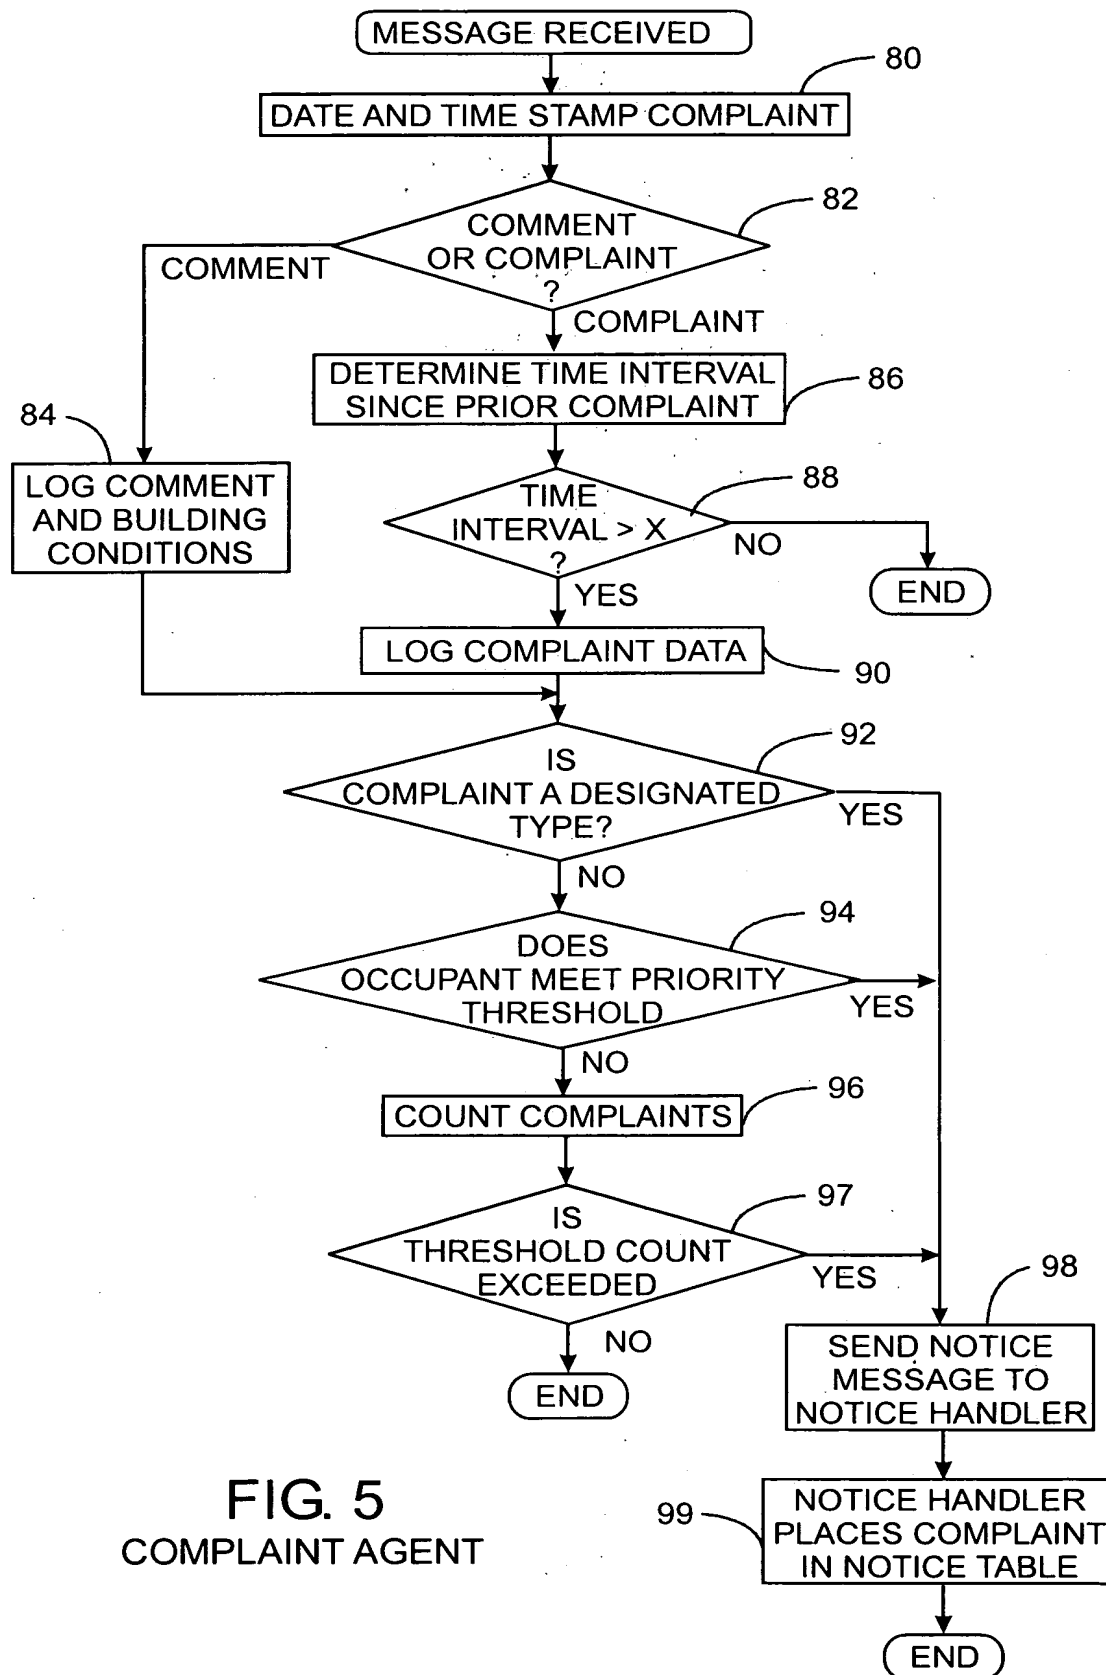 MESSAGE RECEIVED
80
DATE AND TIME STAMP COMPLAINT
82
COMMENT
OR COMPLAINT
?
COMMENT
COMPLAINT
DETERMINE TIME INTERVAL
SINCE PRIOR COMPLAINT
86
84
LOG COMMENT
AND BUILDING
CONDITIONS
88
TIME
INTERVAL > X
?
NO
END
YES
LOG COMPLAINT DATA
90
92
IS
COMPLAINT A DESIGNATED
TYPE?
YES
NO
94
DOES
OCCUPANT MEET PRIORITY
THRESHOLD
YES
NO
96
COUNT COMPLAINTS
97
IS
THRESHOLD COUNT
EXCEEDED
YES
NO
END
98
SEND NOTICE
MESSAGE TO
NOTICE HANDLER
99
NOTICE HANDLER
PLACES COMPLAINT
IN NOTICE TABLE
END
FIG. 5
COMPLAINT AGENT